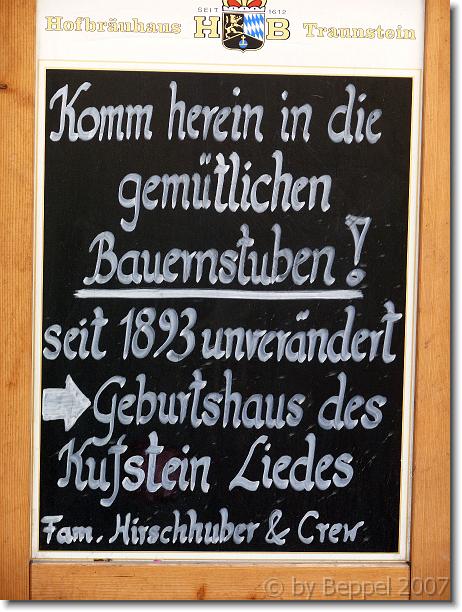 SEIT 1612
Hofbräuhaus HB Traunstein
Komm herein in die
gemütlichen
Bauernstuben!
seit 1893 unverändert
Geburtshaus des
Kufstein Liedes
Fam. Hirschhuber & Crew
© by Beppel 2007